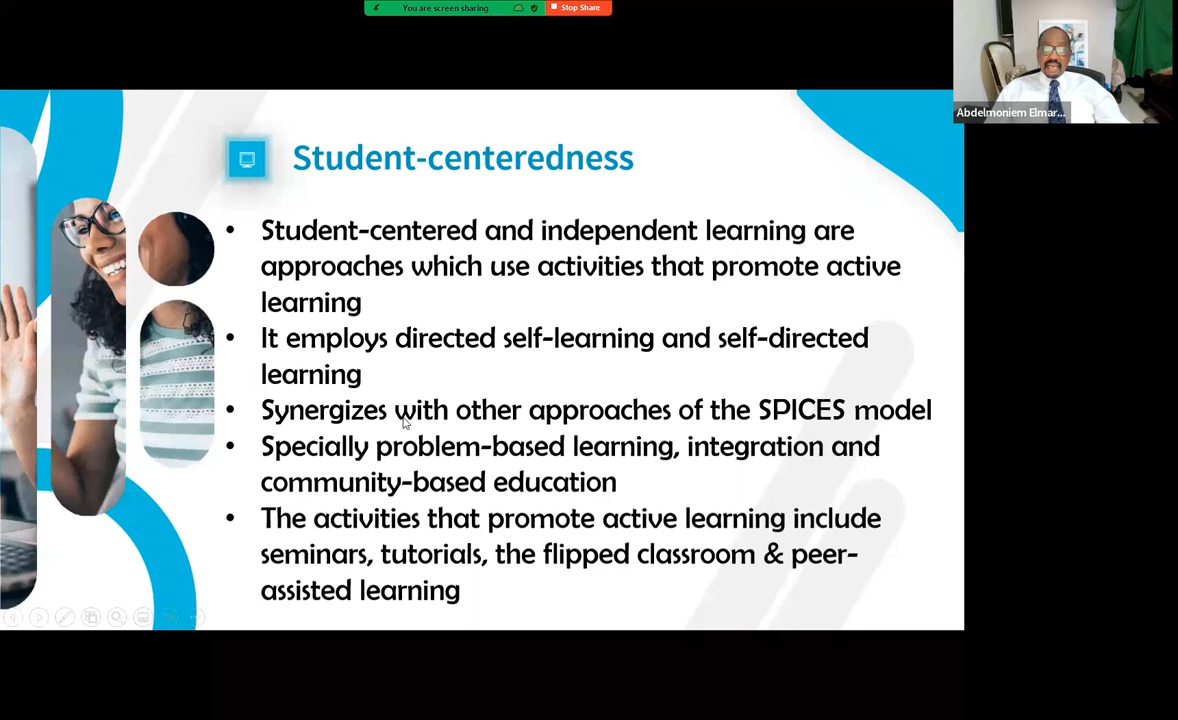 You are screen sharing
Stop Share
Abdelmoniem Elmar...
Student-centeredness
• Student-centered and independent learning are
approaches which use activities that promote active
learning
• It employs directed self-learning and self-directed
learning
• Synergizes with other approaches of the SPICES model
• Specially problem-based learning, integration and
community-based education
• The activities that promote active learning include
seminars, tutorials, the flipped classroom & peer-
assisted learning